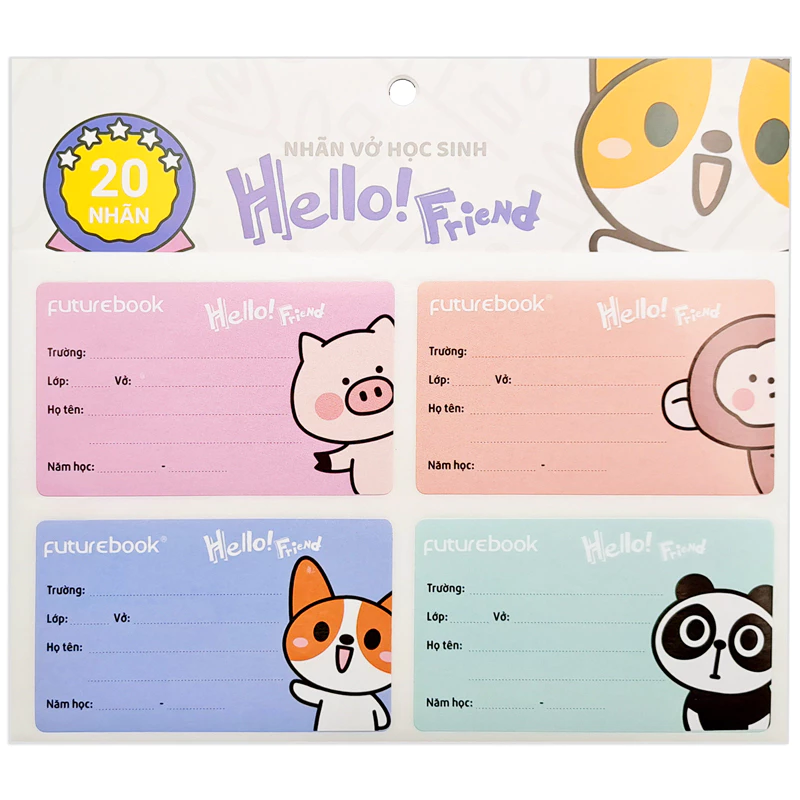 NHÃN VỞ HỌC SINH
20
NHÃN
Hello! Friend
futurebook Hello! Friend
Trường:
Lớp: Vở:
Họ tên:
Năm học: -
futurebook Hello! Friend
Trường:
Lớp: Vở:
Họ tên:
Năm học: -
futurebook® Hello! Friend
Trường:
Lớp: Vở:
Họ tên:
Năm học: -
futurebook Hello! Friend
Trường:
Lớp: Vở:
Họ tên:
Năm học: -